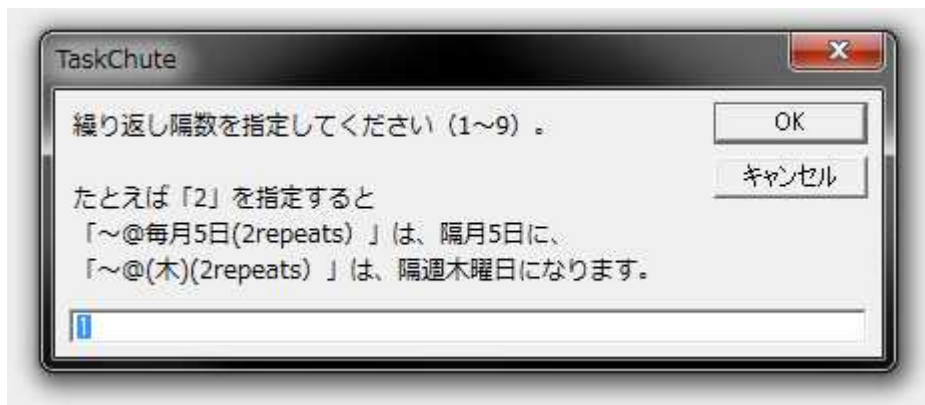 TaskChute
繰り返し隔数を指定してください（1～9）。
OK
キャンセル
たとえば「2」を指定すると
「～@毎月5日(2repeats）」は、隔月5日に、
「～@(木)(2repeats）」は、隔週木曜日になります。
1